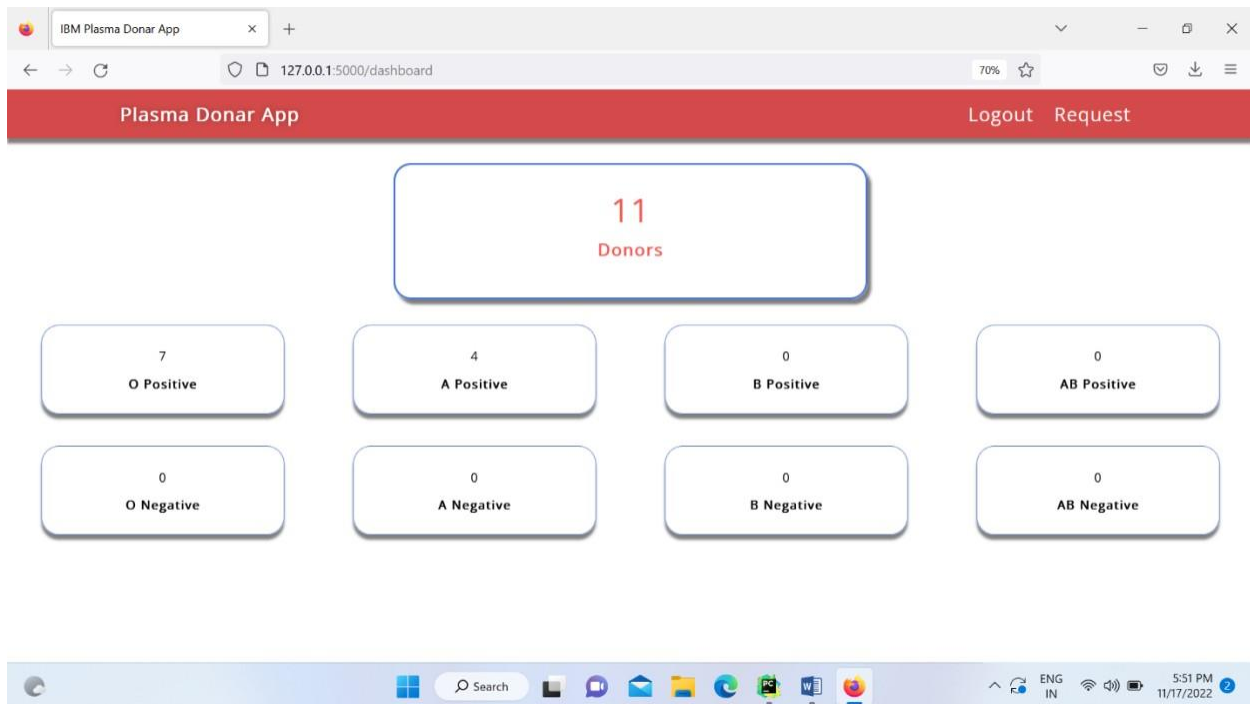 IBM Plasma Donar App
127.0.0.1:5000/dashboard
70%
Plasma Donar App
Logout Request
11
Donors
7
O Positive
4
A Positive
0
B Positive
0
AB Positive
0
O Negative
0
A Negative
0
B Negative
0
AB Negative
Search
PC
W
ENG
IN
5:51 PM
11/17/2022
2